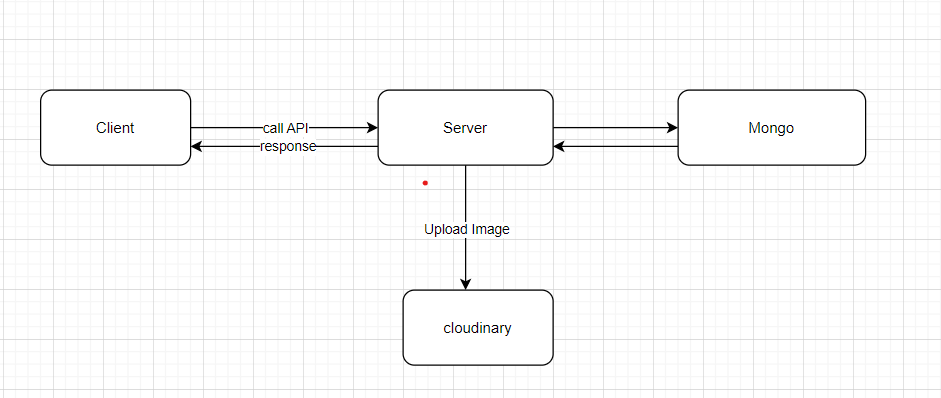 Client
call API
response
Server
Mongo
Upload Image
cloudinary